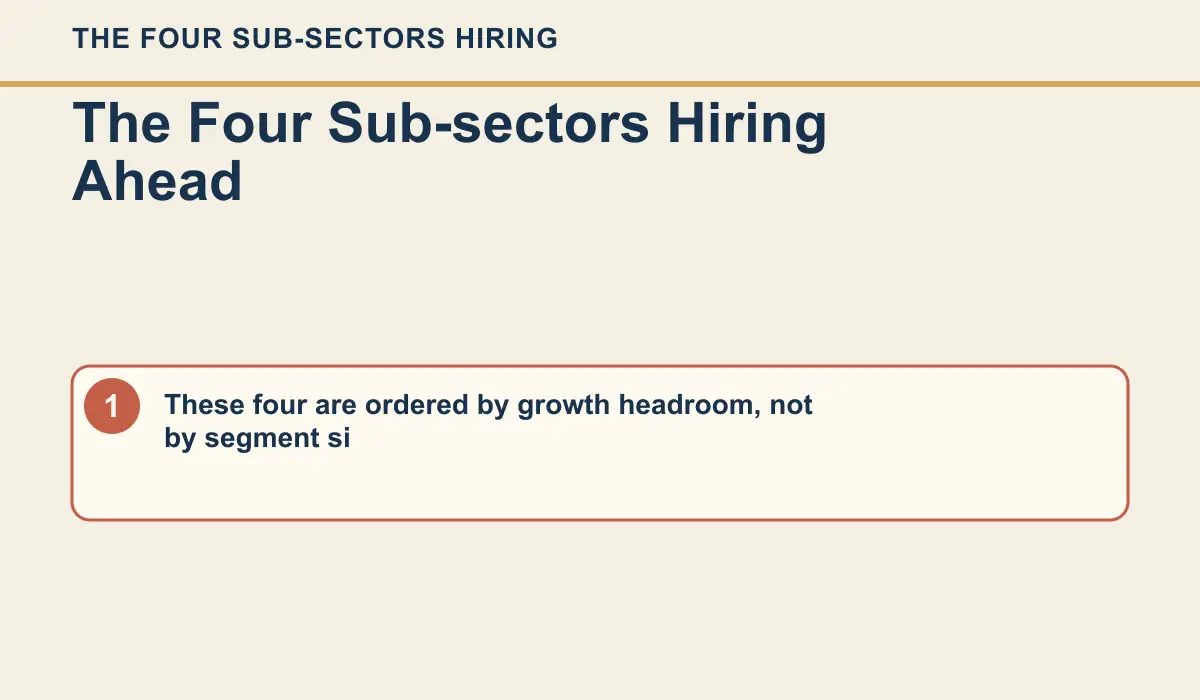 THE FOUR SUB-SECTORS HIRING
The Four Sub-sectors Hiring
Ahead
1
These four are ordered by growth headroom, not
by segment si